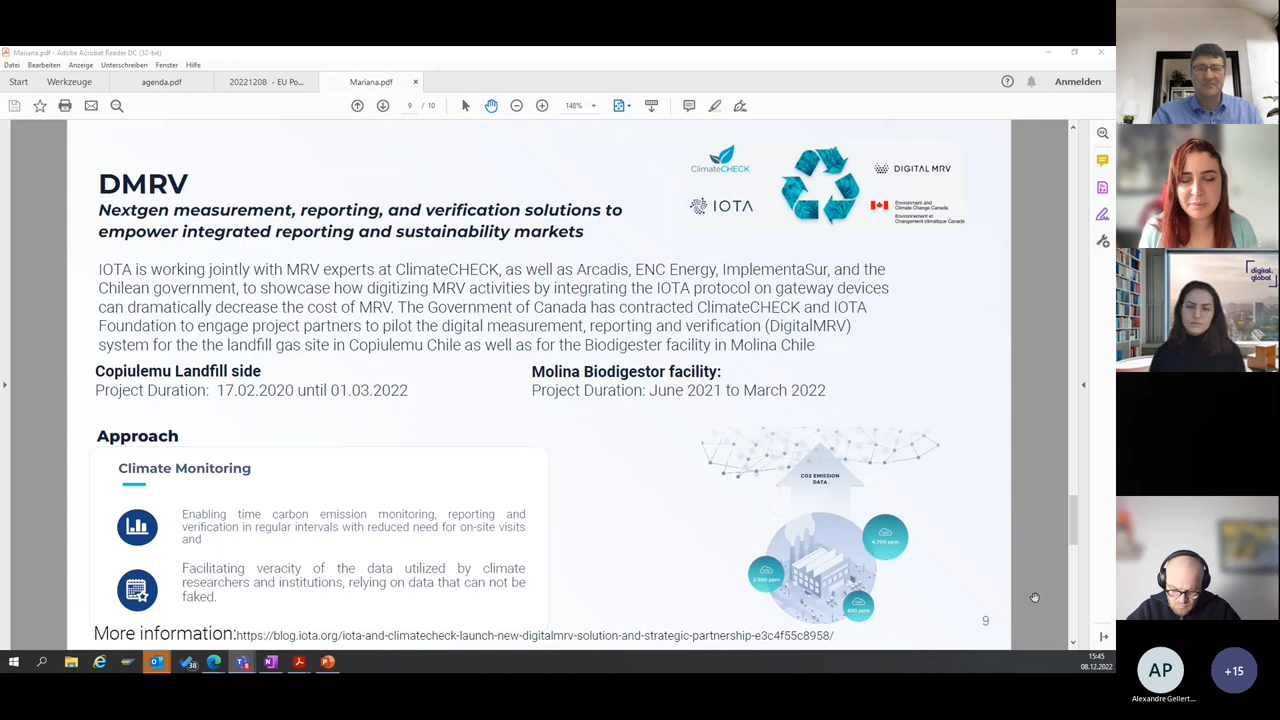 Mariana.pdf - Adobe Acrobat Reader DC (32-bit)
Datei Bearbeiten Anzeige Unterschreiben Fenster Hilfe
Start Werkzeuge agenda.pdf 20221208 - EU Po... Mariana.pdf × Anmelden
9 / 10 148%
DMRV
Nextgen measurement, reporting, and verification solutions to
empower integrated reporting and sustainability markets
ClimateCHECK
IOTA
DIGITAL MRV
Environment and
Climate Change Canada
Environnement et
Changement climatique Canada
IOTA is working jointly with MRV experts at ClimateCHECK, as well as Arcadis, ENC Energy, ImplementaSur, and the
Chilean government, to showcase how digitizing MRV activities by integrating the IOTA protocol on gateway devices
can dramatically decrease the cost of MRV. The Government of Canada has contracted ClimateCHECK and IOTA
Foundation to engage project partners to pilot the digital measurement, reporting and verification (DigitalMRV)
system for the the landfill gas site in Copiulemu Chile as well as for the Biodigester facility in Molina Chile
Copiulemu Landfill side
Project Duration: 17.02.2020 until 01.03.2022
Molina Biodigestor facility:
Project Duration: June 2021 to March 2022
Approach
Climate Monitoring
Enabling time carbon emission monitoring, reporting and
verification in regular intervals with reduced need for on-site visits
and
Facilitating veracity of the data utilized by climate
researchers and institutions, relying on data that can not be
faked.
CO2 EMISSION
DATA
4.700 ppm
2.500 ppm
400 ppm
More information:https://blog.iota.org/iota-and-climatecheck-launch-new-digitalmrv-solution-and-strategic-partnership-e3c4f55c8958/
9
38
15:45
08.12.2022
digital.
global
AP
+15
Alexandre Gellert...